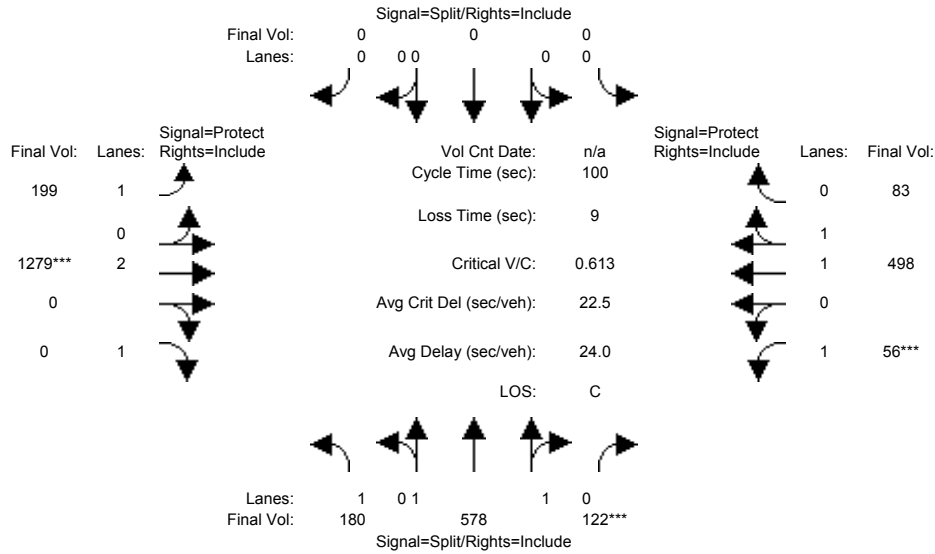 Signal=Split/Rights=Include
Final Vol: 0 0 0
Lanes: 0 0 0 0 0
Signal=Protect Signal=Protect
Final Vol: Lanes: Rights=Include Vol Cnt Date: n/a Rights=Include Lanes: Final Vol:
Cycle Time (sec): 100
199 1 0 83
Loss Time (sec): 9
0 1
1279*** 2 Critical V/C: 0.613 1 498
0 Avg Crit Del (sec/veh): 22.5 0
0 1 Avg Delay (sec/veh): 24.0 1 56***
LOS: C
Lanes: 1 0 1 1 0
Final Vol: 180 578 122***
Signal=Split/Rights=Include